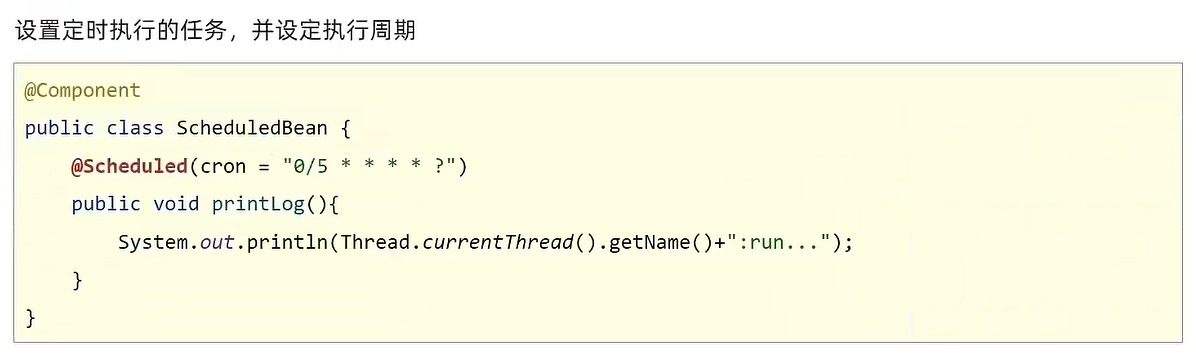 设置定时执行的任务，并设定执行周期
@Component
public class ScheduledBean {
    @Scheduled(cron = "0/5 * * * * ?")
    public void printLog(){
        System.out.println(Thread.currentThread().getName()+":run...");
    }
}